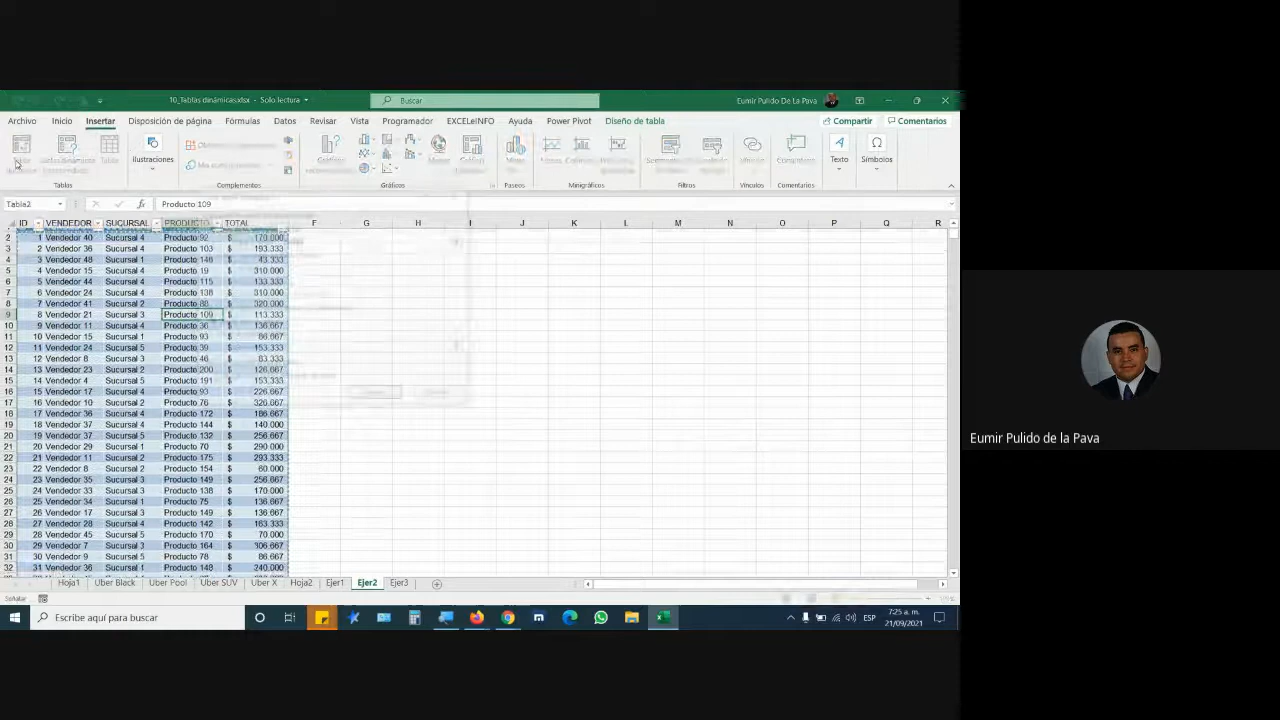 10_Tablas dinámicas.xlsx - Solo lectura
Buscar
Eumir Pulido De La Pava
Archivo Inicio Insertar Disposición de página Fórmulas Datos Revisar Vista Programador EXCELeINFO Ayuda Power Pivot Diseño de tabla Compartir Comentarios
Ilustraciones
Texto
Símbolos
Tablas Complementos Gráficos Paseos Minigráficos Filtros Vínculos Comentarios
Tabla2 Producto 109
ID VENDEDOR SUCURSAL PRODUCTO TOTAL F G H I J K L M N O P Q R
2 1 Vendedor 40 Sucursal 4 Producto 92 $ 170.000
3 2 Vendedor 36 Sucursal 4 Producto 103 $ 193.333
4 3 Vendedor 48 Sucursal 1 Producto 148 $ 43.333
5 4 Vendedor 15 Sucursal 4 Producto 19 $ 310.000
6 5 Vendedor 44 Sucursal 4 Producto 115 $ 133.333
7 6 Vendedor 24 Sucursal 4 Producto 138 $ 310.000
8 7 Vendedor 41 Sucursal 2 Producto 88 $ 320.000
9 8 Vendedor 21 Sucursal 3 Producto 109 $ 113.333
10 9 Vendedor 11 Sucursal 4 Producto 36 $ 136.667
11 10 Vendedor 15 Sucursal 1 Producto 93 $ 86.667
12 11 Vendedor 24 Sucursal 5 Producto 39 $ 153.333
13 12 Vendedor 8 Sucursal 3 Producto 46 $ 83.333
14 13 Vendedor 23 Sucursal 2 Producto 200 $ 126.667
15 14 Vendedor 4 Sucursal 5 Producto 191 $ 153.333
16 15 Vendedor 17 Sucursal 4 Producto 93 $ 226.667
17 16 Vendedor 10 Sucursal 2 Producto 76 $ 326.667
18 17 Vendedor 36 Sucursal 4 Producto 172 $ 186.667
19 18 Vendedor 37 Sucursal 4 Producto 144 $ 140.000
20 19 Vendedor 37 Sucursal 5 Producto 132 $ 256.667
21 20 Vendedor 29 Sucursal 1 Producto 70 $ 290.000
22 21 Vendedor 11 Sucursal 2 Producto 175 $ 293.333
23 22 Vendedor 8 Sucursal 2 Producto 154 $ 60.000
24 23 Vendedor 35 Sucursal 3 Producto 149 $ 256.667
25 24 Vendedor 33 Sucursal 3 Producto 138 $ 170.000
26 25 Vendedor 34 Sucursal 1 Producto 75 $ 136.667
27 26 Vendedor 17 Sucursal 3 Producto 149 $ 136.667
28 27 Vendedor 28 Sucursal 4 Producto 142 $ 163.333
29 28 Vendedor 45 Sucursal 5 Producto 170 $ 70.000
30 29 Vendedor 7 Sucursal 3 Producto 164 $ 306.667
31 30 Vendedor 9 Sucursal 5 Producto 78 $ 86.667
32 31 Vendedor 36 Sucursal 1 Producto 148 $ 240.000
Hoja1 Uber Black Uber Pool Uber SUV Uber X Hoja2 Ejer1 Ejer2 Ejer3
Señalar
Escribe aquí para buscar
ESP
7:25 a. m.
21/09/2021
Eumir Pulido de la Pava